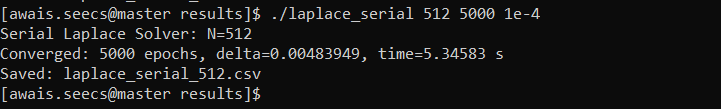 [awais.seecs@master results]$ ./laplace_serial 512 5000 1e-4
Serial Laplace Solver: N=512
Converged: 5000 epochs, delta=0.00483949, time=5.34583 s
Saved: laplace_serial_512.csv
[awais.seecs@master results]$